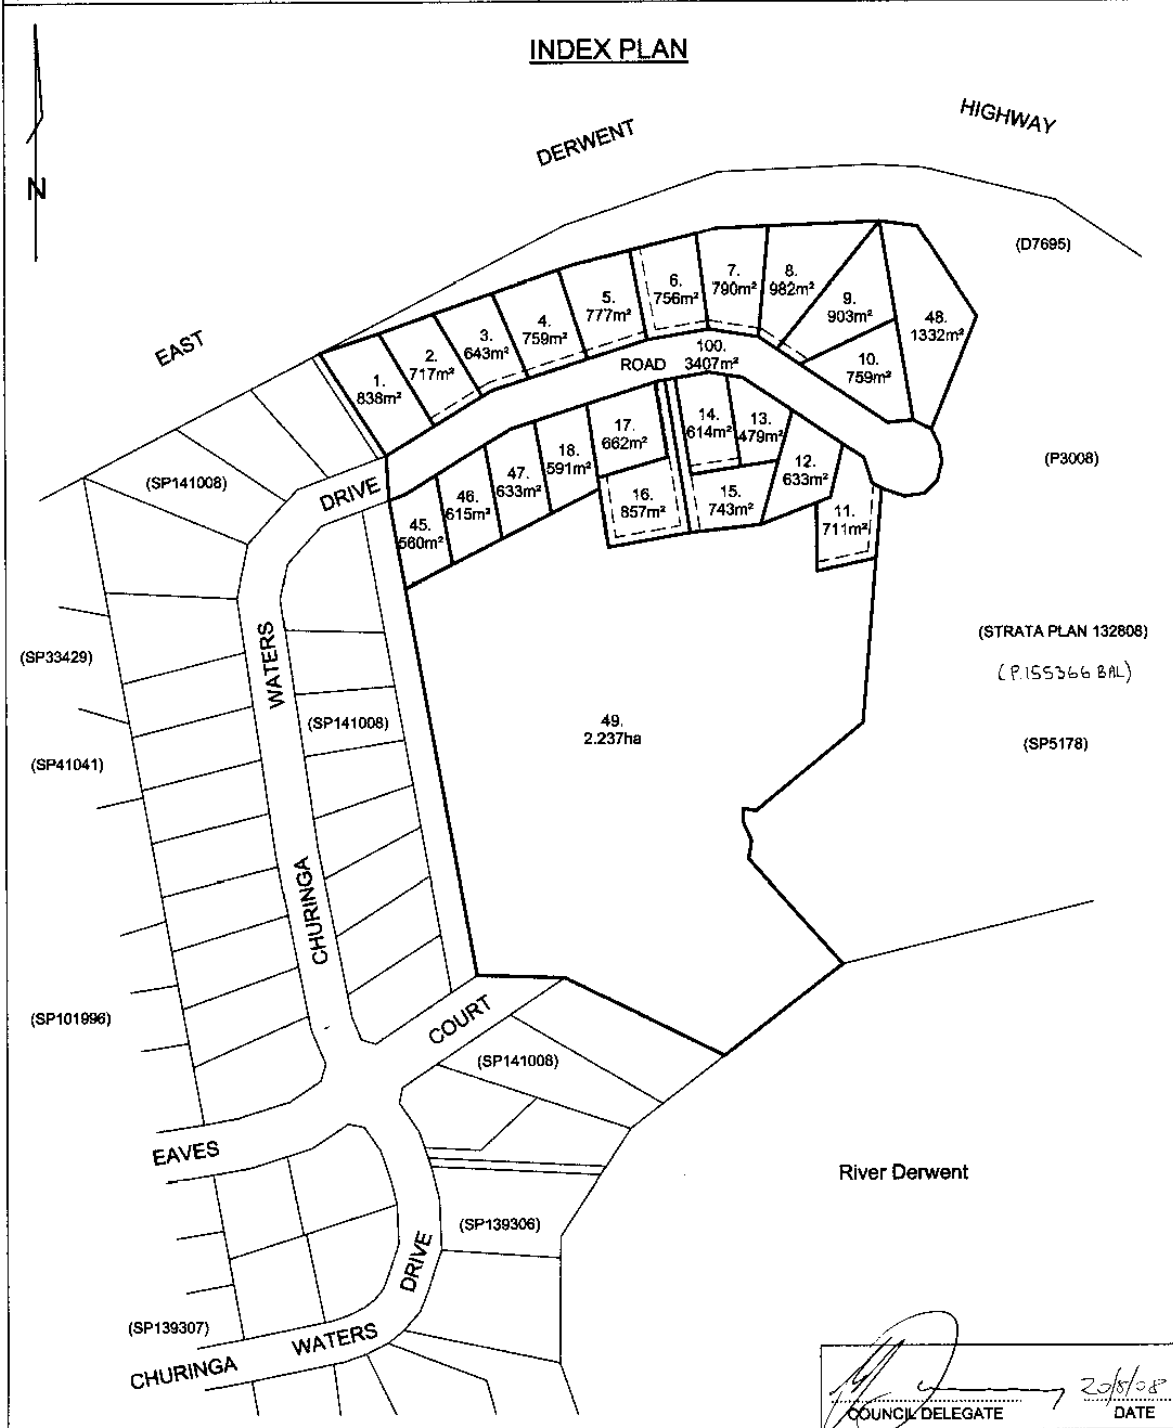 INDEX PLAN
N
EAST
DERWENT
HIGHWAY
(D7695)
1.
838m²
2.
717m²
3.
643m²
4.
759m²
5.
777m²
6.
756m²
7.
790m²
8.
982m²
9.
903m²
48.
1332m²
10.
759m²
ROAD
100.
3407m²
17.
662m²
14.
614m²
13.
479m²
18.
591m²
47.
633m²
46.
615m²
45.
560m²
16.
857m²
15.
743m²
12.
633m²
11.
711m²
(P3008)
(SP141008)
DRIVE
WATERS
CHURINGA
(SP33429)
(SP141008)
(SP41041)
(STRATA PLAN 132808)
(P.155366 BAL)
(SP5178)
49.
2.237ha
(SP101996)
COURT
(SP141008)
EAVES
River Derwent
(SP139306)
DRIVE
(SP139307)
CHURINGA WATERS
20/8/08
COUNCIL DELEGATE
DATE